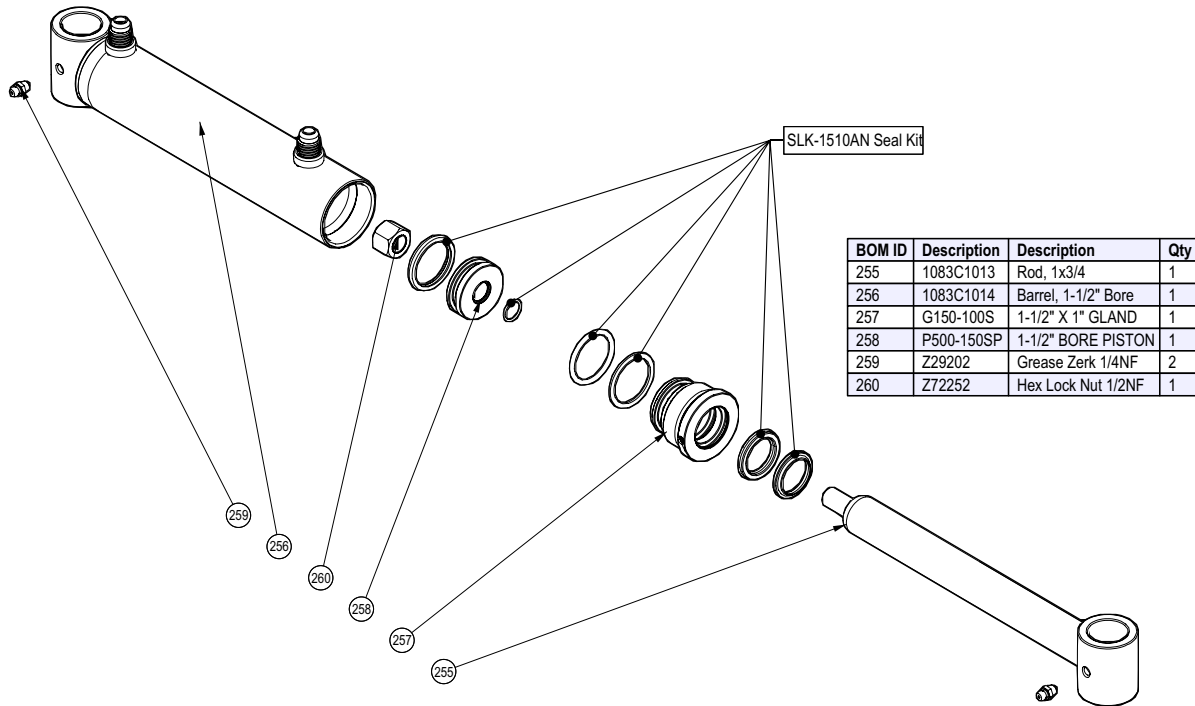 SLK-1510AN Seal Kit
BOM ID Description Description Qty
255 1083C1013 Rod, 1x3/4 1
256 1083C1014 Barrel, 1-1/2" Bore 1
257 G150-100S 1-1/2" X 1" GLAND 1
258 P500-150SP 1-1/2" BORE PISTON 1
259 Z29202 Grease Zerk 1/4NF 2
260 Z72252 Hex Lock Nut 1/2NF 1
259
256
260
258
257
255